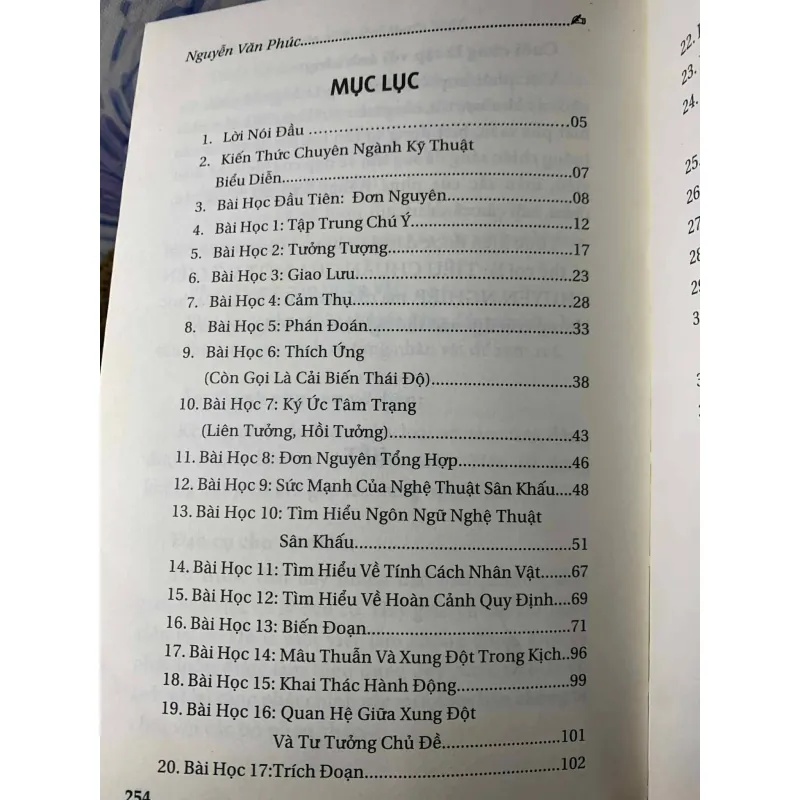 Nguyễn Văn Phúc..........................................................
MỤC LỤC
1. Lời Nói Đầu ..........................................05
2. Kiến Thức Chuyên Ngành Kỹ Thuật
Biểu Diễn..............................................07
3. Bài Học Đầu Tiên: Đơn Nguyên....................08
4. Bài Học 1: Tập Trung Chú Ý.........................12
5. Bài Học 2: Tưởng Tượng.............................17
6. Bài Học 3: Giao Lưu..................................23
7. Bài Học 4: Cảm Thụ..................................28
8. Bài Học 5: Phán Đoán................................33
9. Bài Học 6: Thích Ứng
(Còn Gọi Là Cải Biến Thái Độ).....................38
10. Bài Học 7: Ký Ức Tâm Trạng
(Liên Tưởng, Hồi Tưởng)...........................43
11. Bài Học 8: Đơn Nguyên Tổng Hợp................46
12. Bài Học 9: Sức Mạnh Của Nghệ Thuật Sân Khấu....48
13. Bài Học 10: Tìm Hiểu Ngôn Ngữ Nghệ Thuật
Sân Khấu...................................51
14. Bài Học 11: Tìm Hiểu Về Tính Cách Nhân Vật.......67
15. Bài Học 12: Tìm Hiểu Về Hoàn Cảnh Quy Định....69
16. Bài Học 13: Biến Đoạn................................71
17. Bài Học 14: Mâu Thuẫn Và Xung Đột Trong Kịch..96
18. Bài Học 15: Khai Thác Hành Động.................99
19. Bài Học 16: Quan Hệ Giữa Xung Đột
Và Tư Tưởng Chủ Đề..................101
20. Bài Học 17:Trích Đoạn..............................102
254
22.
23.
24.
25.
26
27
28
29